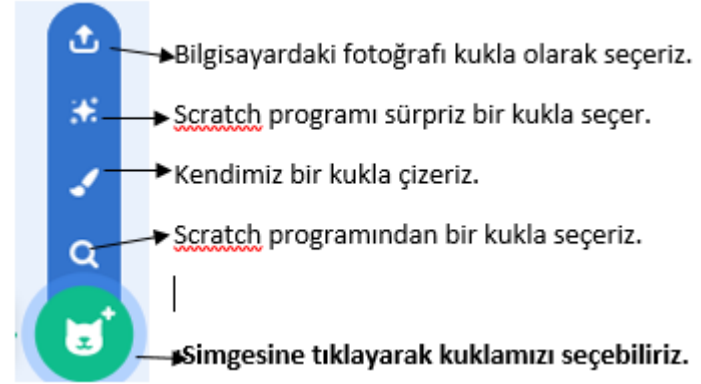 Bilgisayardaki fotoğrafı kukla olarak seçeriz.
Scratch programı sürpriz bir kukla seçer.
Kendimiz bir kukla çizeriz.
Scratch programından bir kukla seçeriz.
Simgesine tıklayarak kuklamızı seçebiliriz.